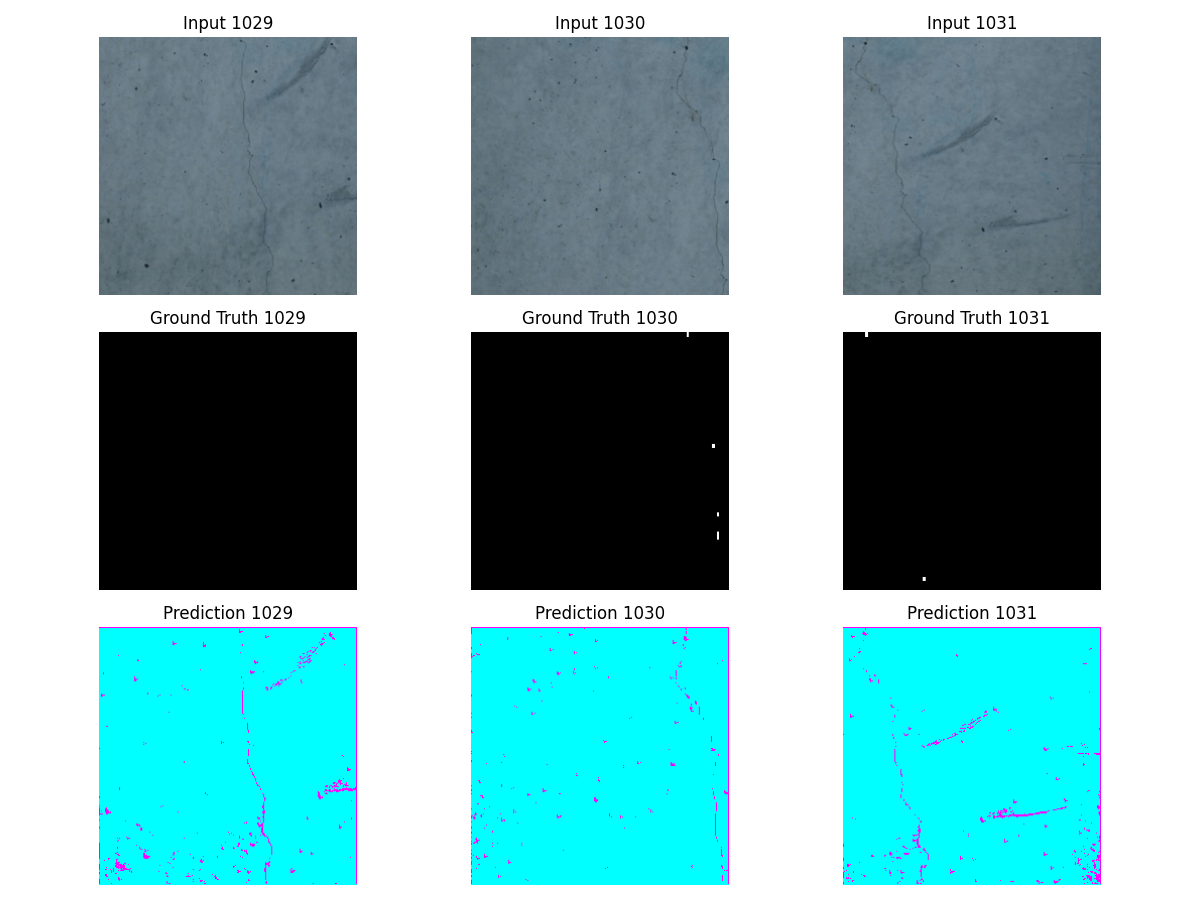 Input 1029
Input 1030
Input 1031
Ground Truth 1029
Ground Truth 1030
Ground Truth 1031
Prediction 1029
Prediction 1030
Prediction 1031